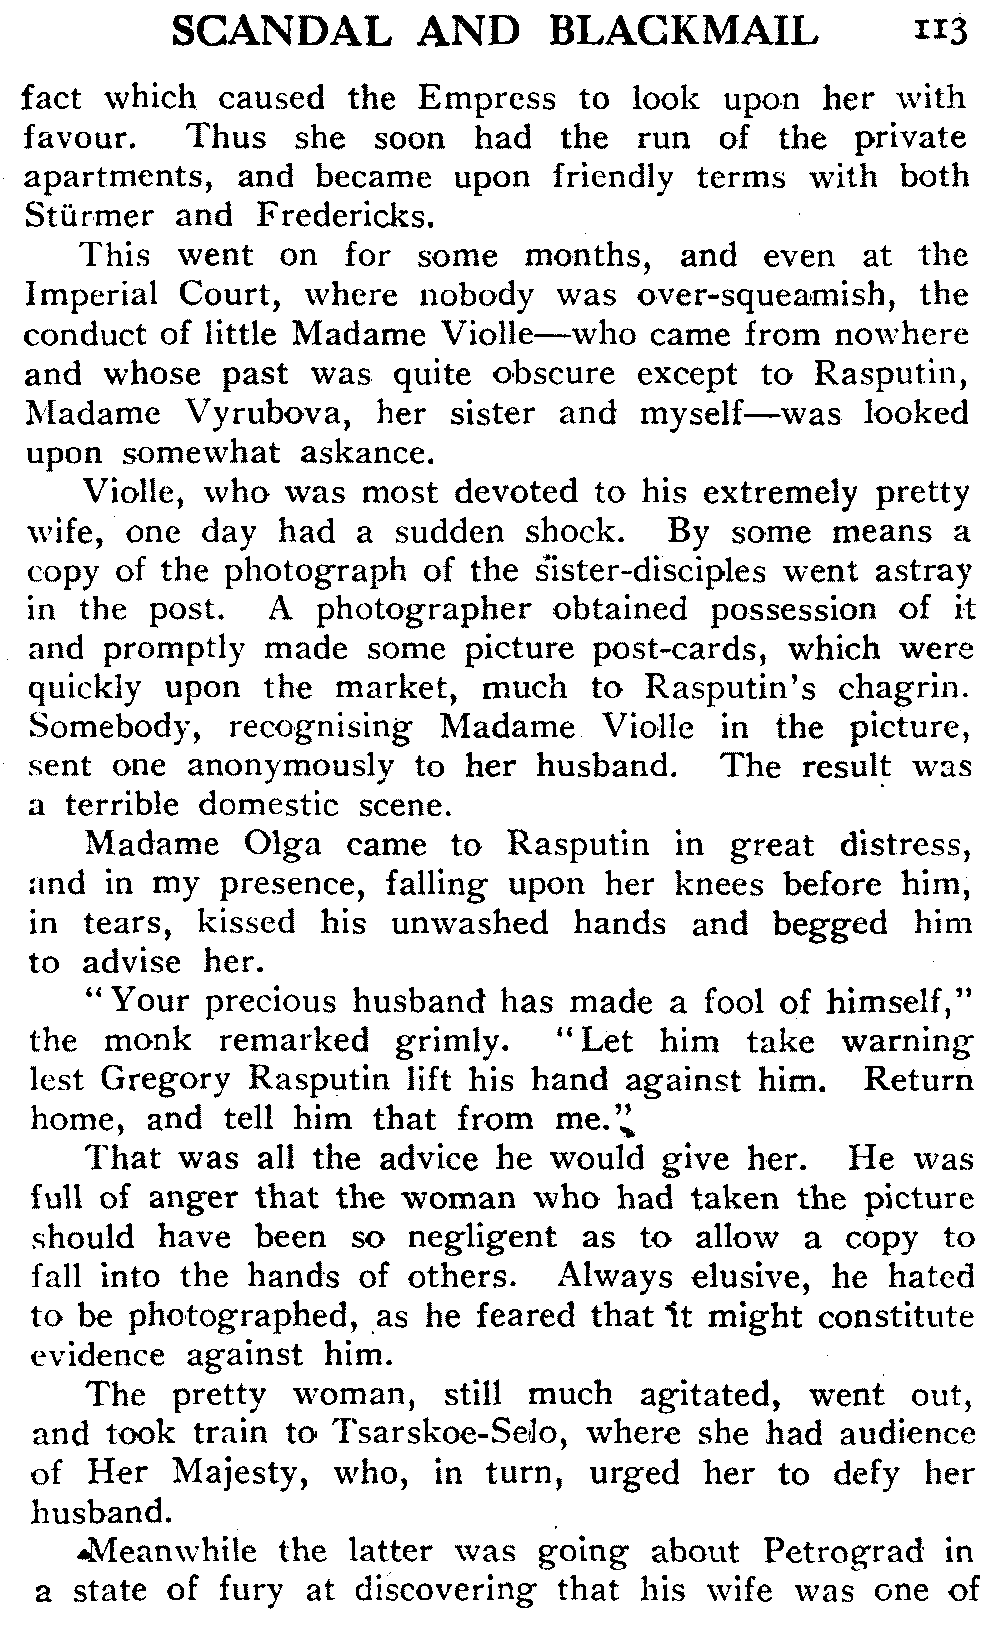 SCANDAL AND BLACKMAIL 113
fact which caused the Empress to look upon her with
favour. Thus she soon had the run of the private
apartments, and became upon friendly terms with both
Stürmer and Fredericks.
This went on for some months, and even at the
Imperial Court, where nobody was over-squeamish, the
conduct of little Madame Violle—who came from nowhere
and whose past was quite obscure except to Rasputin,
Madame Vyrubova, her sister and myself—was looked
upon somewhat askance.
Violle, who was most devoted to his extremely pretty
wife, one day had a sudden shock. By some means a
copy of the photograph of the sister-disciples went astray
in the post. A photographer obtained possession of it
and promptly made some picture post-cards, which were
quickly upon the market, much to Rasputin's chagrin.
Somebody, recognising Madame Violle in the picture,
sent one anonymously to her husband. The result was
a terrible domestic scene.
Madame Olga came to Rasputin in great distress,
and in my presence, falling upon her knees before him,
in tears, kissed his unwashed hands and begged him
to advise her.
"Your precious husband has made a fool of himself,"
the monk remarked grimly. "Let him take warning
lest Gregory Rasputin lift his hand against him. Return
home, and tell him that from me."
That was all the advice he would give her. He was
full of anger that the woman who had taken the picture
should have been so negligent as to allow a copy to
fall into the hands of others. Always elusive, he hated
to be photographed, as he feared that it might constitute
evidence against him.
The pretty woman, still much agitated, went out,
and took train to Tsarskoe-Selo, where she had audience
of Her Majesty, who, in turn, urged her to defy her
husband.
Meanwhile the latter was going about Petrograd in
a state of fury at discovering that his wife was one of